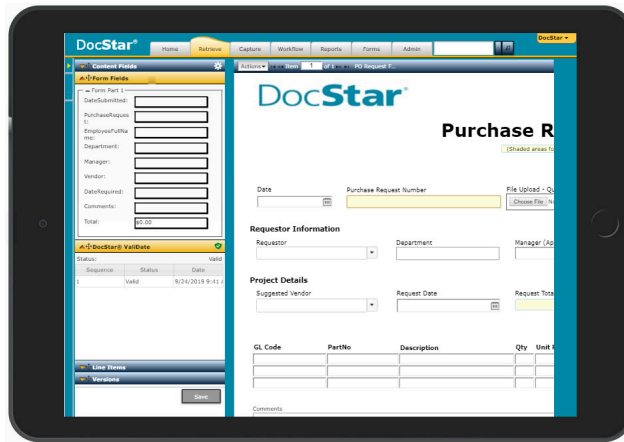 DocStar
DocStar®
Home
Retrieve
Capture
Workflow
Reports
Forms
Admin
Content Fields
Actions
Item 1 of 1
PO Request F...
Form Fields
Form Part 1
DateSubmitted:
PurchaseReques
t:
EmployeeFullNa
me:
Department:
Manager:
Vendor:
DateRequired:
Comments:
Total: $0.00
DocStar® ValiDate
Status: Valid
Sequence Status Date
1 Valid 9/24/2019 9:41 A
Line Items
Versions
Save
DocStar®
Purchase R
(Shaded areas fo
Date
Purchase Request Number
File Upload - Qu
Choose File
Requestor Information
Requestor
Department
Manager (Ap
Project Details
Suggested Vendor
Request Date
Request Tota
GL Code PartNo Description Qty Unit
Comments